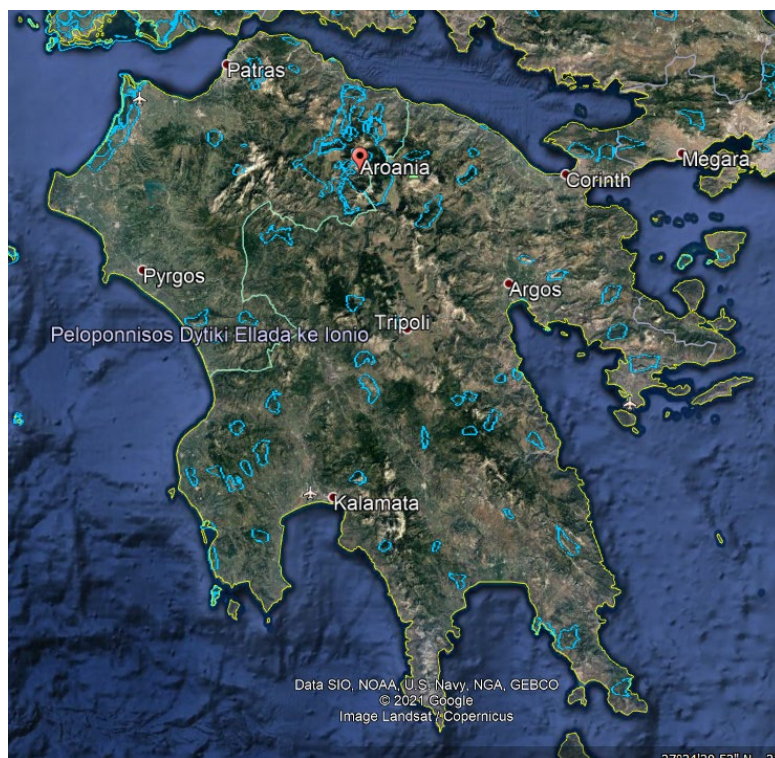 Patras
Aroania
Megara
Corinth
Pyrgos
Argos
Tripoli
Peloponnisos Dytiki Ellada ke Ionio
Kalamata
Data SIO, NOAA, U.S. Navy, NGA, GEBCO
© 2021 Google
Image Landsat / Copernicus